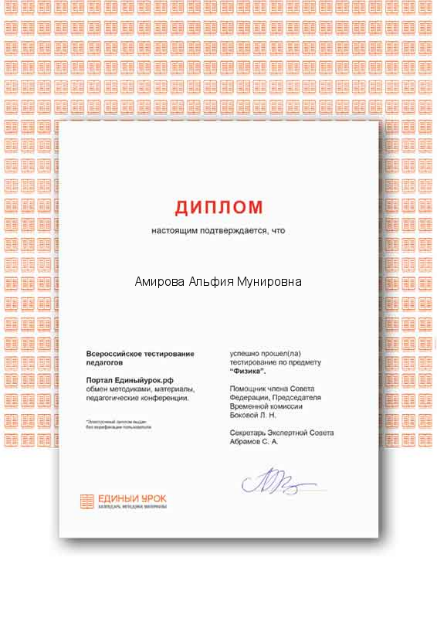 ДИПЛОМ
настоящим подтверждается, что
Амирова Альфия Мунировна
Всероссийское тестирование
педагогов
Портал Единыйурок.рф
обмен методиками, материалы,
педагогические конференции.
*Электронный диплом выдан
без верификации пользователя
успешно прошел(ла)
тестирование по предмету
"Физика".
Помощник члена Совета
Федерации, Председателя
Временной комиссии
Боковой Л. Н.
Секретарь Экспертной Совета
Абрамов С. А.
ЕДИНЫЙ УРОК